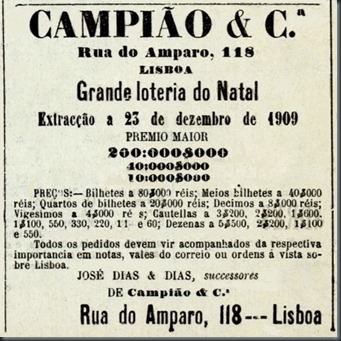 CAMPIÃO & C.ª
Rua do Amparo, 118
LISBOA
Grande loteria do Natal
Extracção a 23 de dezembro de 1909
PREMIO MAIOR
200:000$000
40:000$000
10:000$000
PREÇOS:— Bilhetes a 80$000 réis; Meios bilhetes a 40$000
réis; Quartos de bilhetes a 20$000 réis; Decimos a 8$000 réis;
Vigesimos a 4$000 ré s; Cautellas a 3$200, 2$200, 1$600.
1$100, 550, 330, 220, 11 e 60; Dezenas a 5$500, 2$200, 1$100
e 550.
Todos os pedidos devem vir acompanhados da respectiva
importancia em notas, vales do correio ou ordens á vista so-
bre Lisboa.
JOSÉ DIAS & DIAS, successores
DE Campião & C.ª
Rua do Amparo, 118--- Lisboa